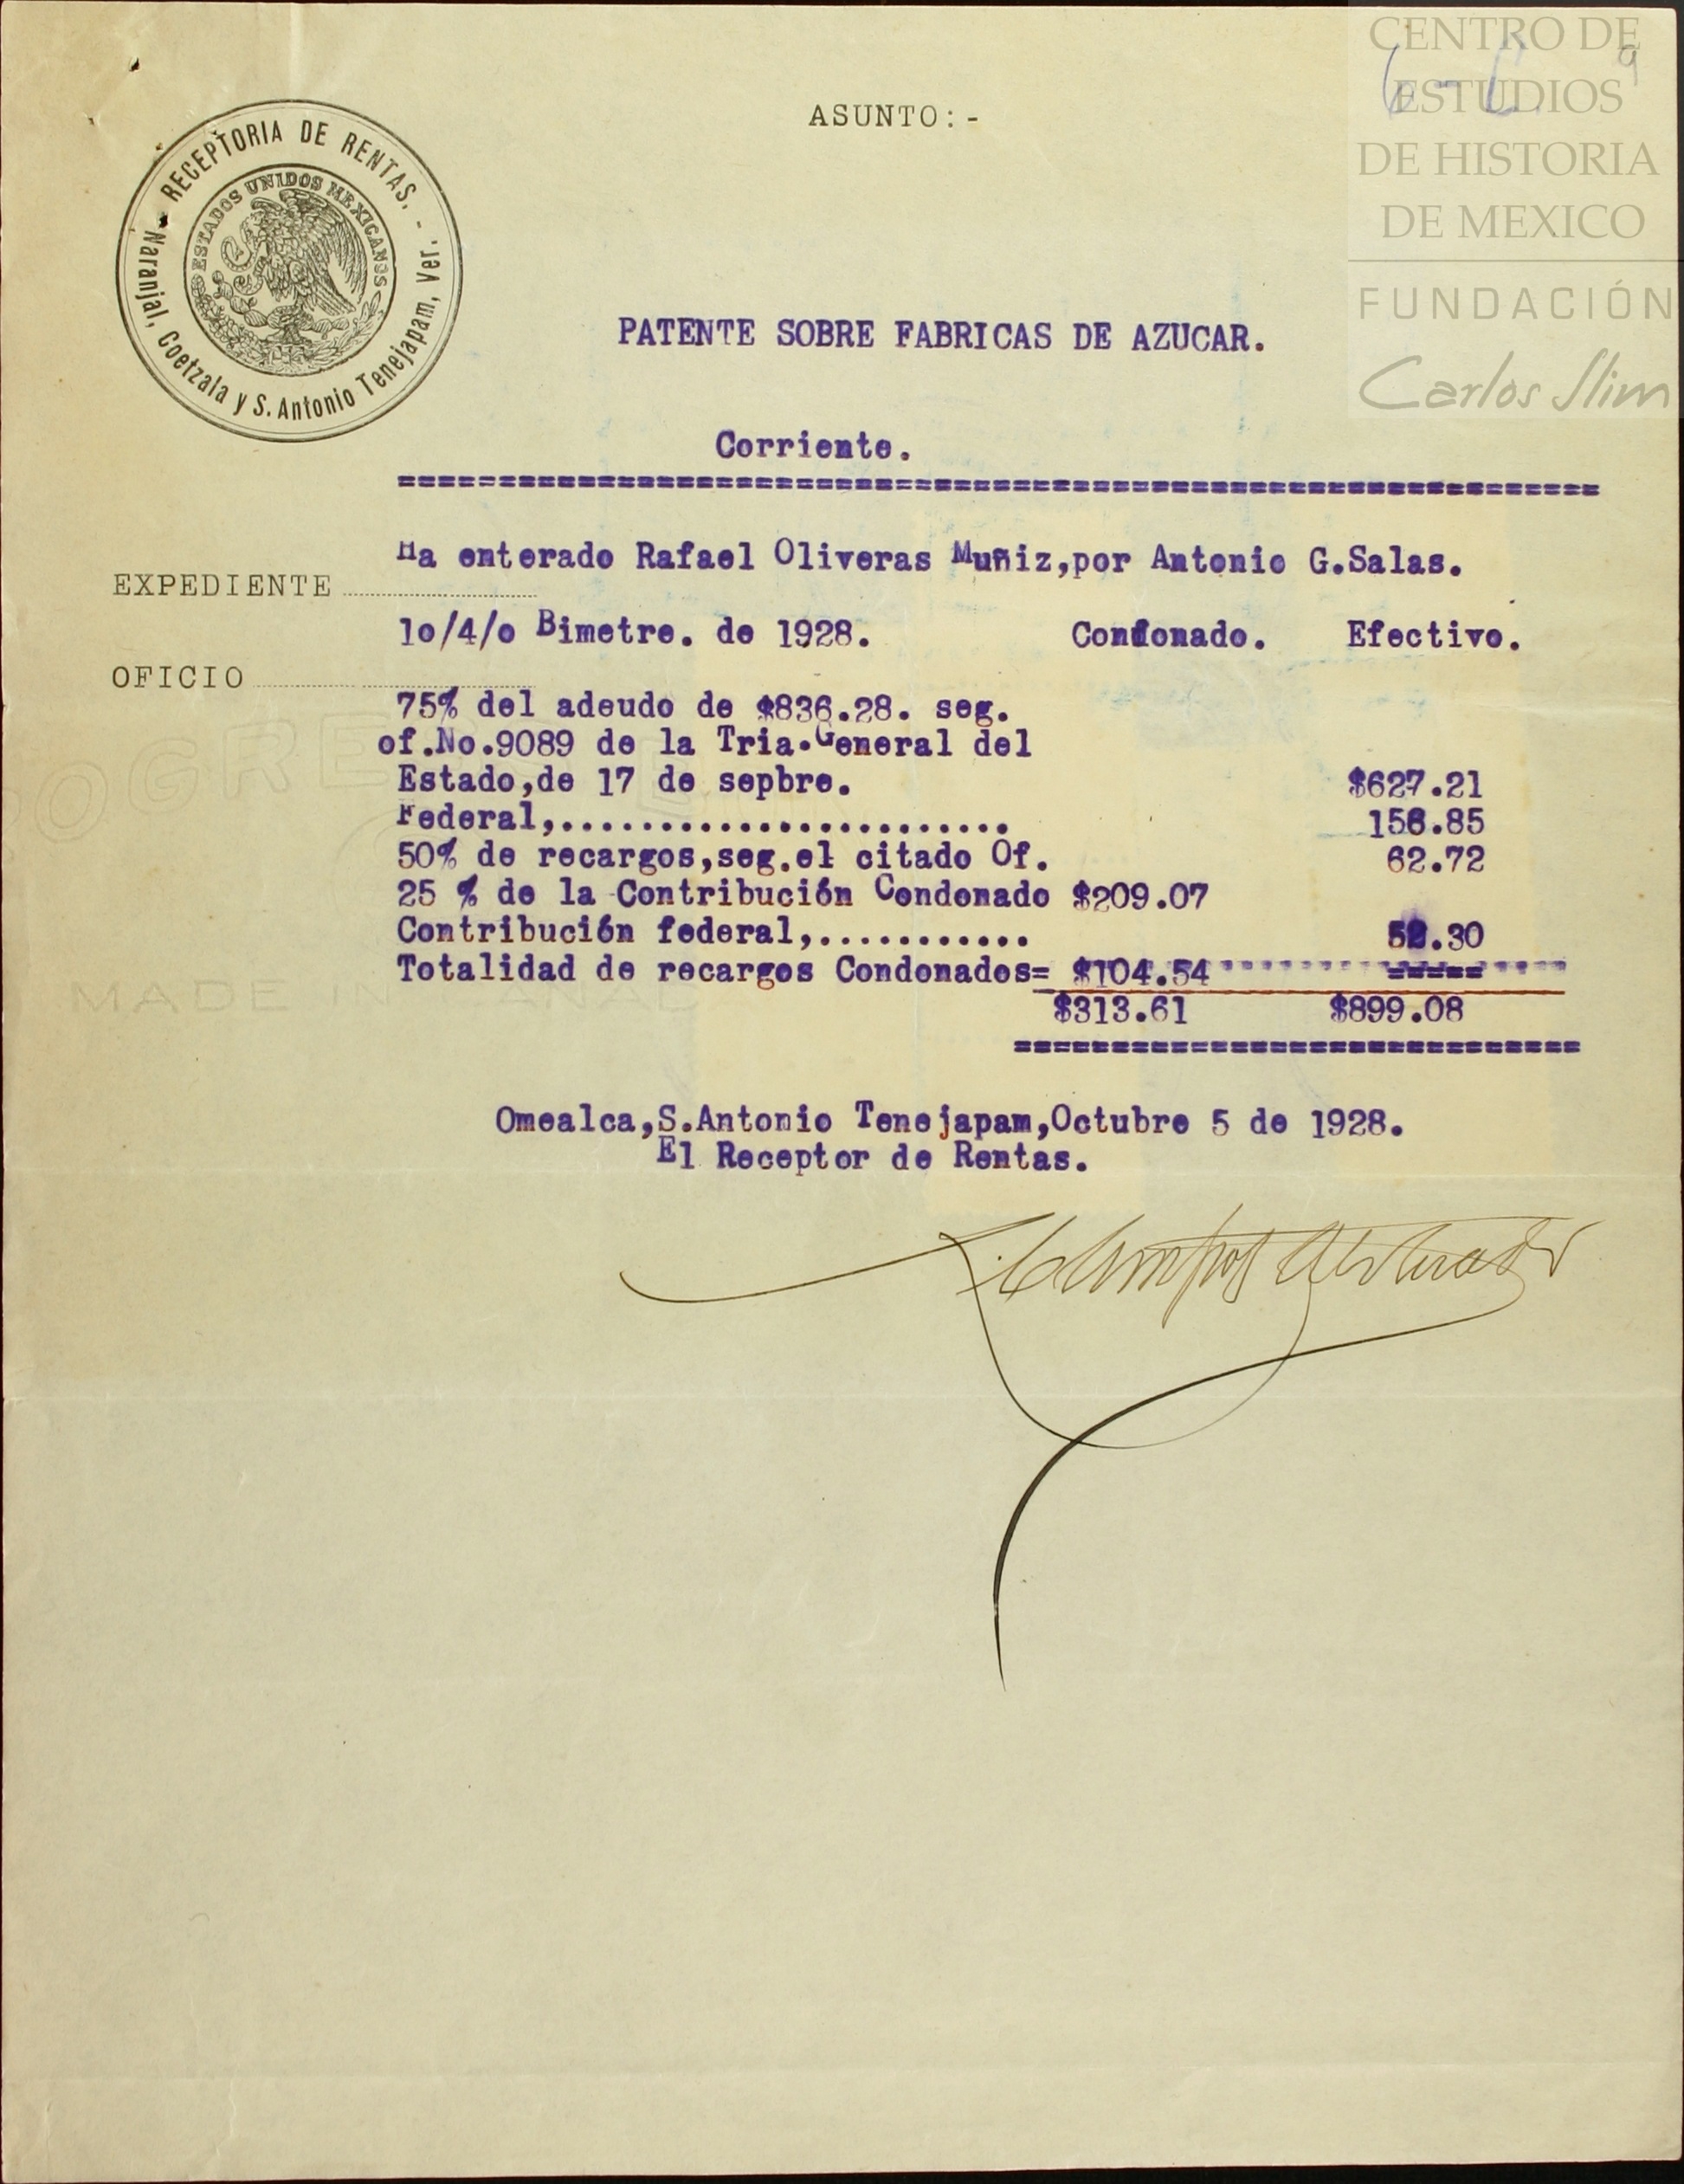 CENTRO DE
ESTUDIOS
DE HISTORIA
DE MEXICO
FUNDACIÓN
Carlos Slim
ASUNTO:-
RECEPTORIA DE RENTAS.
- Naranjal, Coetzala y S. Antonio Tenejapam, Ver. -
ESTADOS UNIDOS MEXICANOS
PATENTE SOBRE FABRICAS DE AZUCAR.
Corriente.
Ha enterado Rafael Oliveras Muñiz,por Antonio G.Salas.
EXPEDIENTE
1o/4/o Bimetre. de 1928. Condonado. Efectivo.
OFICIO
75% del adeudo de $836.28. seg.
of.No.9089 de la Tria.General del
Estado,de 17 de sepbre. $627.21
Federal,....................... 156.85
50% de recargos,seg.el citado Of. 62.72
25 % de la Contribución Condonado $209.07
Contribución federal,........... 52.30
Totalidad de recargos Condonados= $104.54
$313.61 $899.08
Omealca,S.Antonio Tenejapam,Octubre 5 de 1928.
El Receptor de Rentas.
MADE IN CANADA